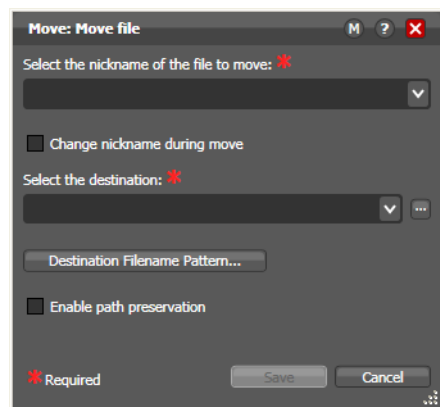 Move: Move file M ?
Select the nickname of the file to move: *
Change nickname during move
Select the destination: *
...
Destination Filename Pattern...
Enable path preservation
* Required Save Cancel